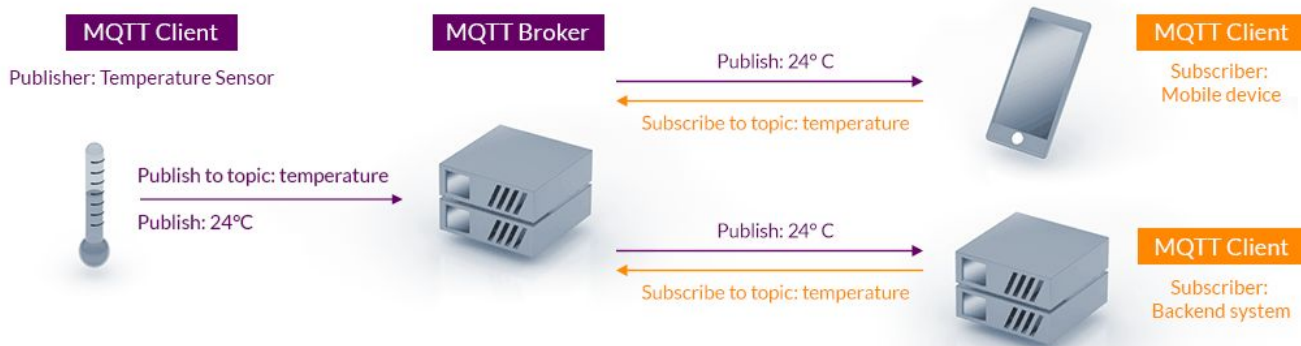 MQTT Client
Publisher: Temperature Sensor
Publish to topic: temperature
Publish: 24°C
MQTT Broker
Publish: 24° C
Subscribe to topic: temperature
MQTT Client
Subscriber:
Mobile device
Publish: 24° C
Subscribe to topic: temperature
MQTT Client
Subscriber:
Backend system